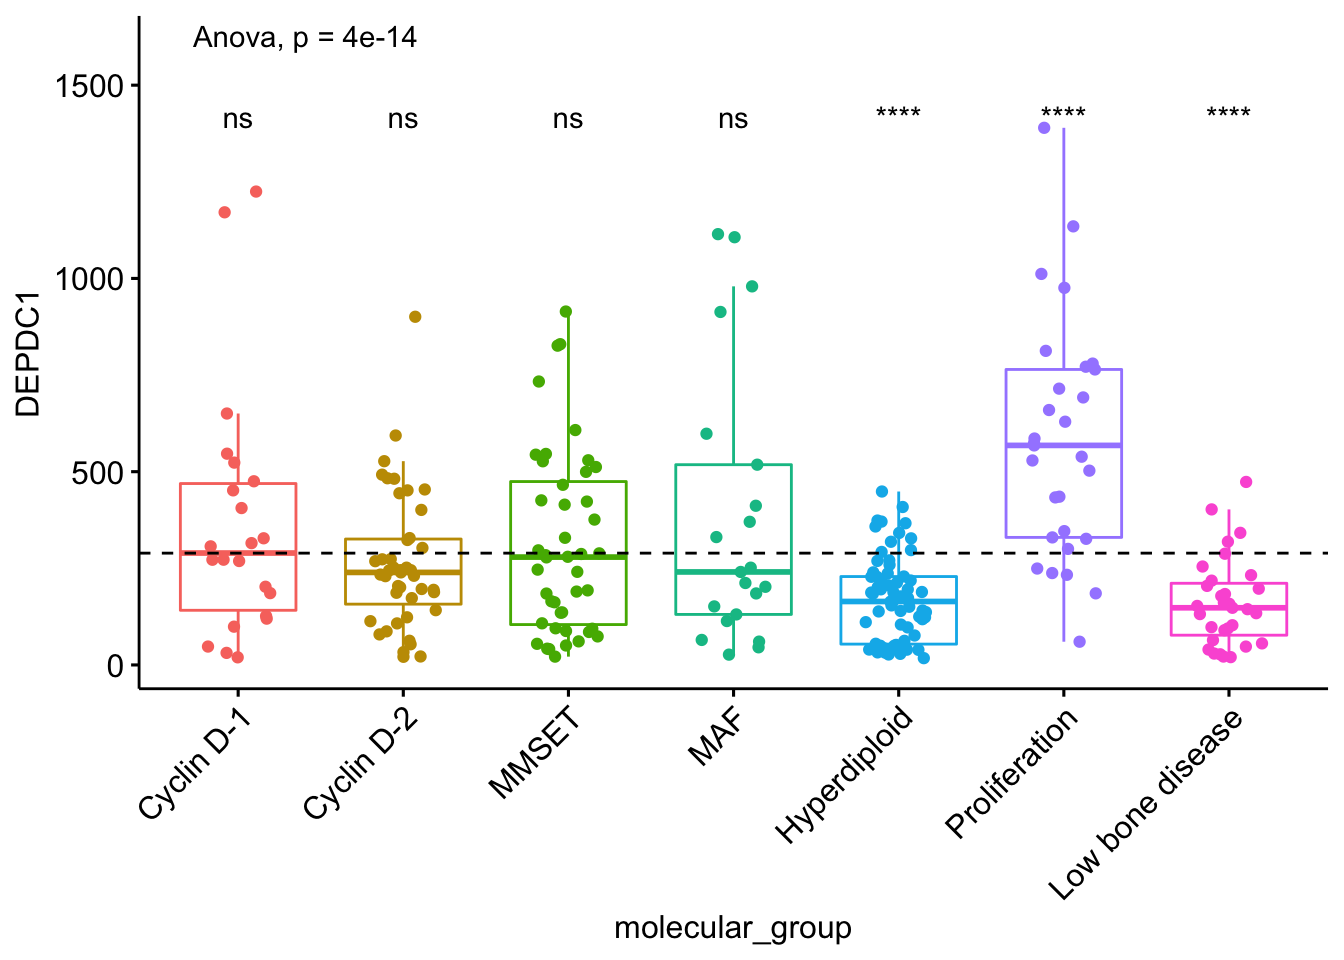 Anova, p = 4e-14
1500
1000
500
0
DEPDC1
ns ns ns ns **** **** ****
Cyclin D-1
Cyclin D-2
MMSET
MAF
Hyperdiploid
Proliferation
Low bone disease
molecular_group